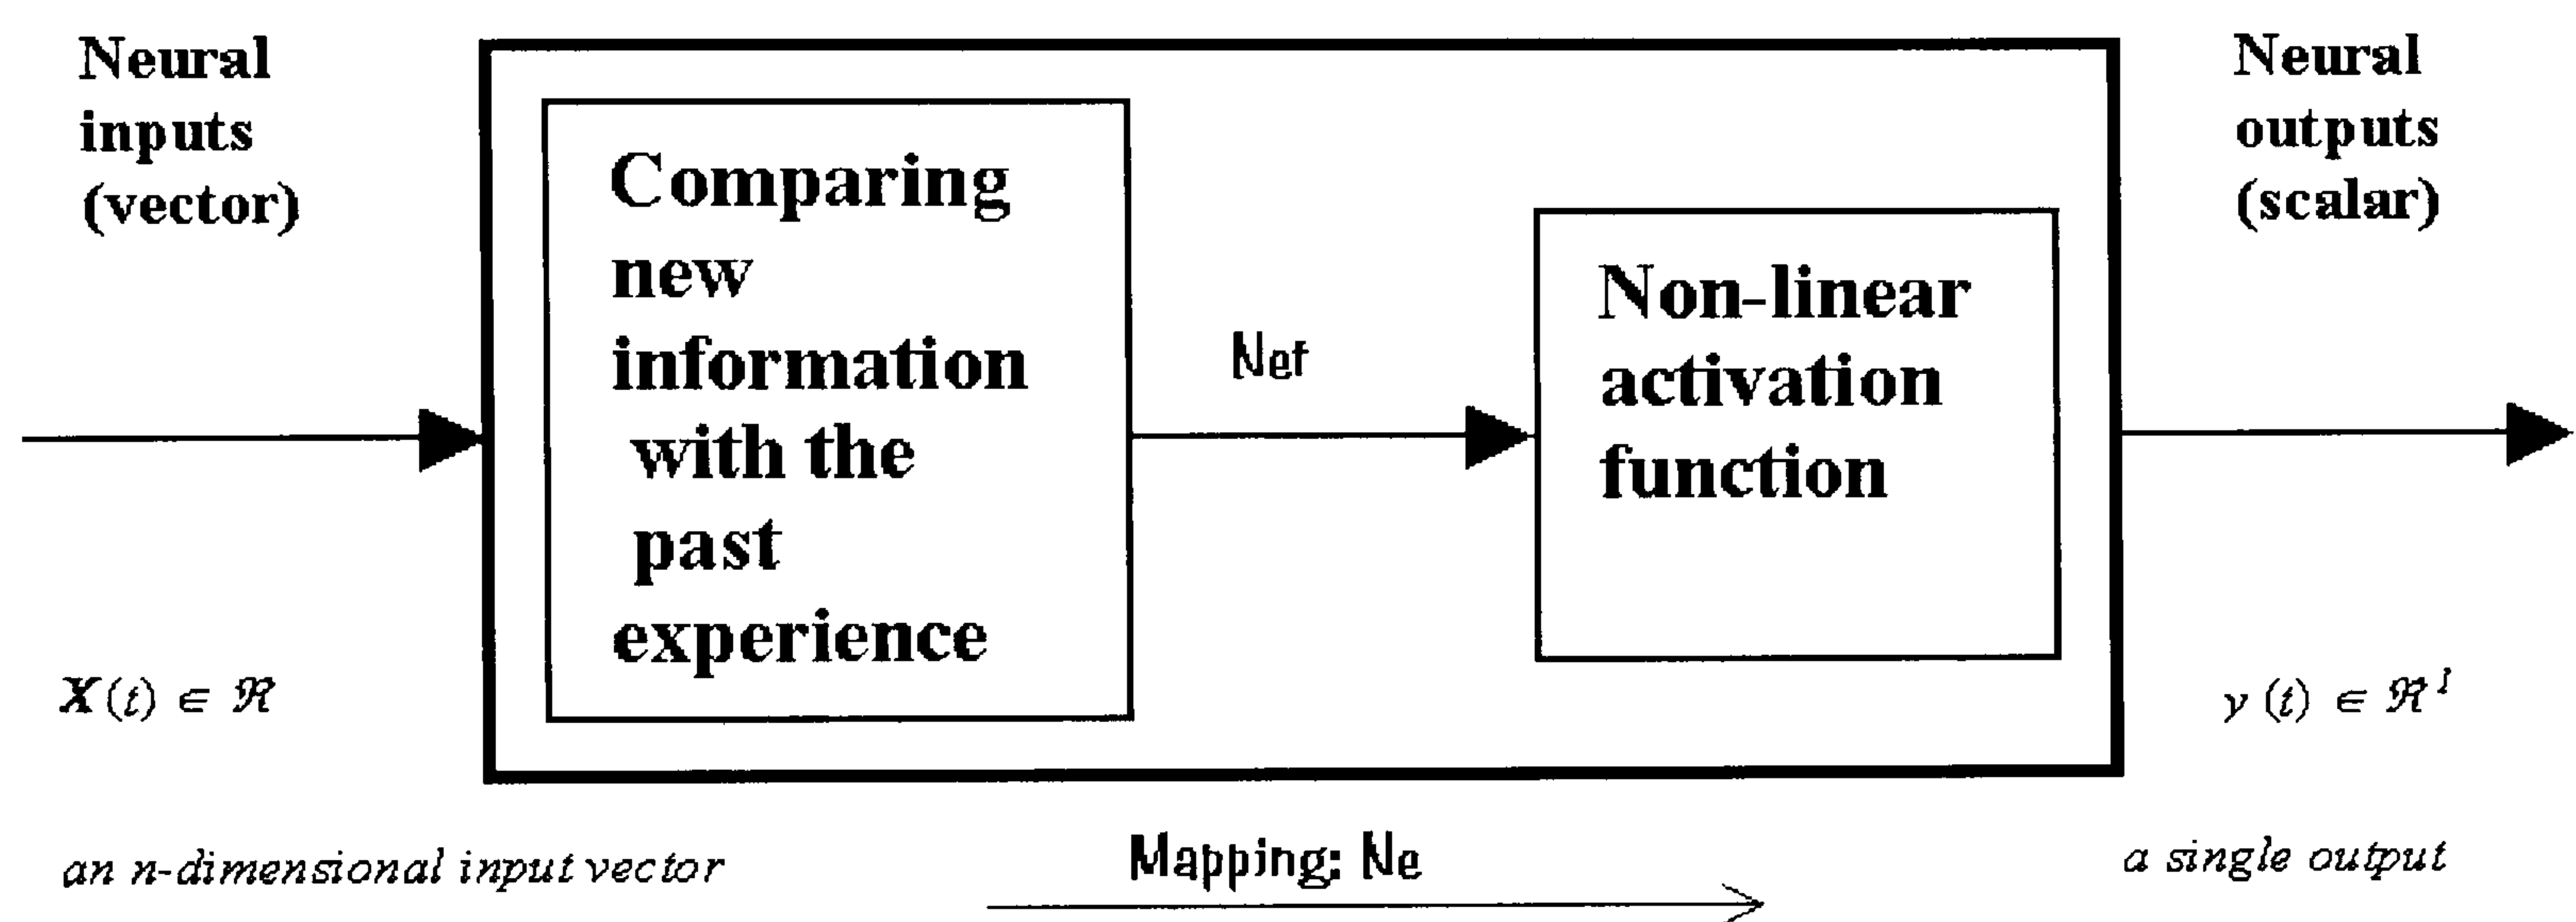 Neural
inputs
(vector)
Comparing
new
information
with the
past
experience
Net
Non-linear
activation
function
Neural
outputs
(scalar)
X(t) ∈ ℜ
y (t) ∈ ℜ¹
an n-dimensional input vector
Mapping: Ne
a single output